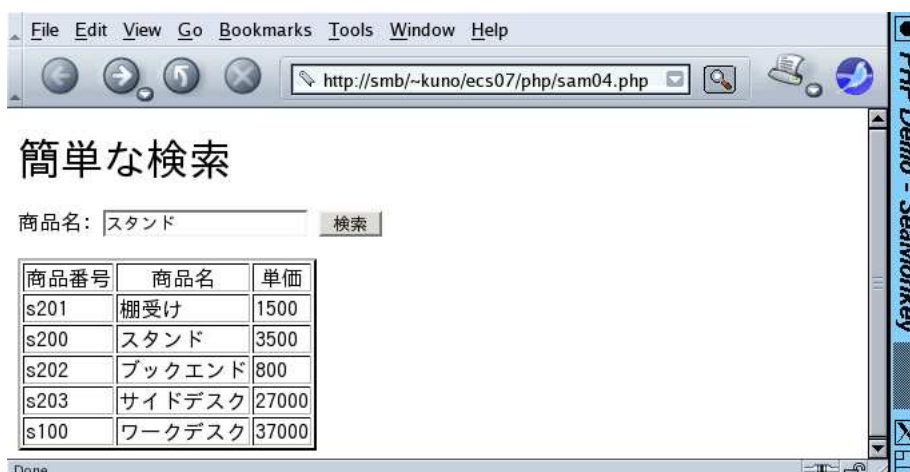 File Edit View Go Bookmarks Tools Window Help
http://smb/~kuno/ecs07/php/sam04.php
簡単な検索
商品名: スタンド 検索
商品番号 商品名 単価
s201 棚受け 1500
s200 スタンド 3500
s202 ブックエンド 800
s203 サイドデスク 27000
s100 ワークデスク 37000
Done
PHP Demo - SeaMonkey